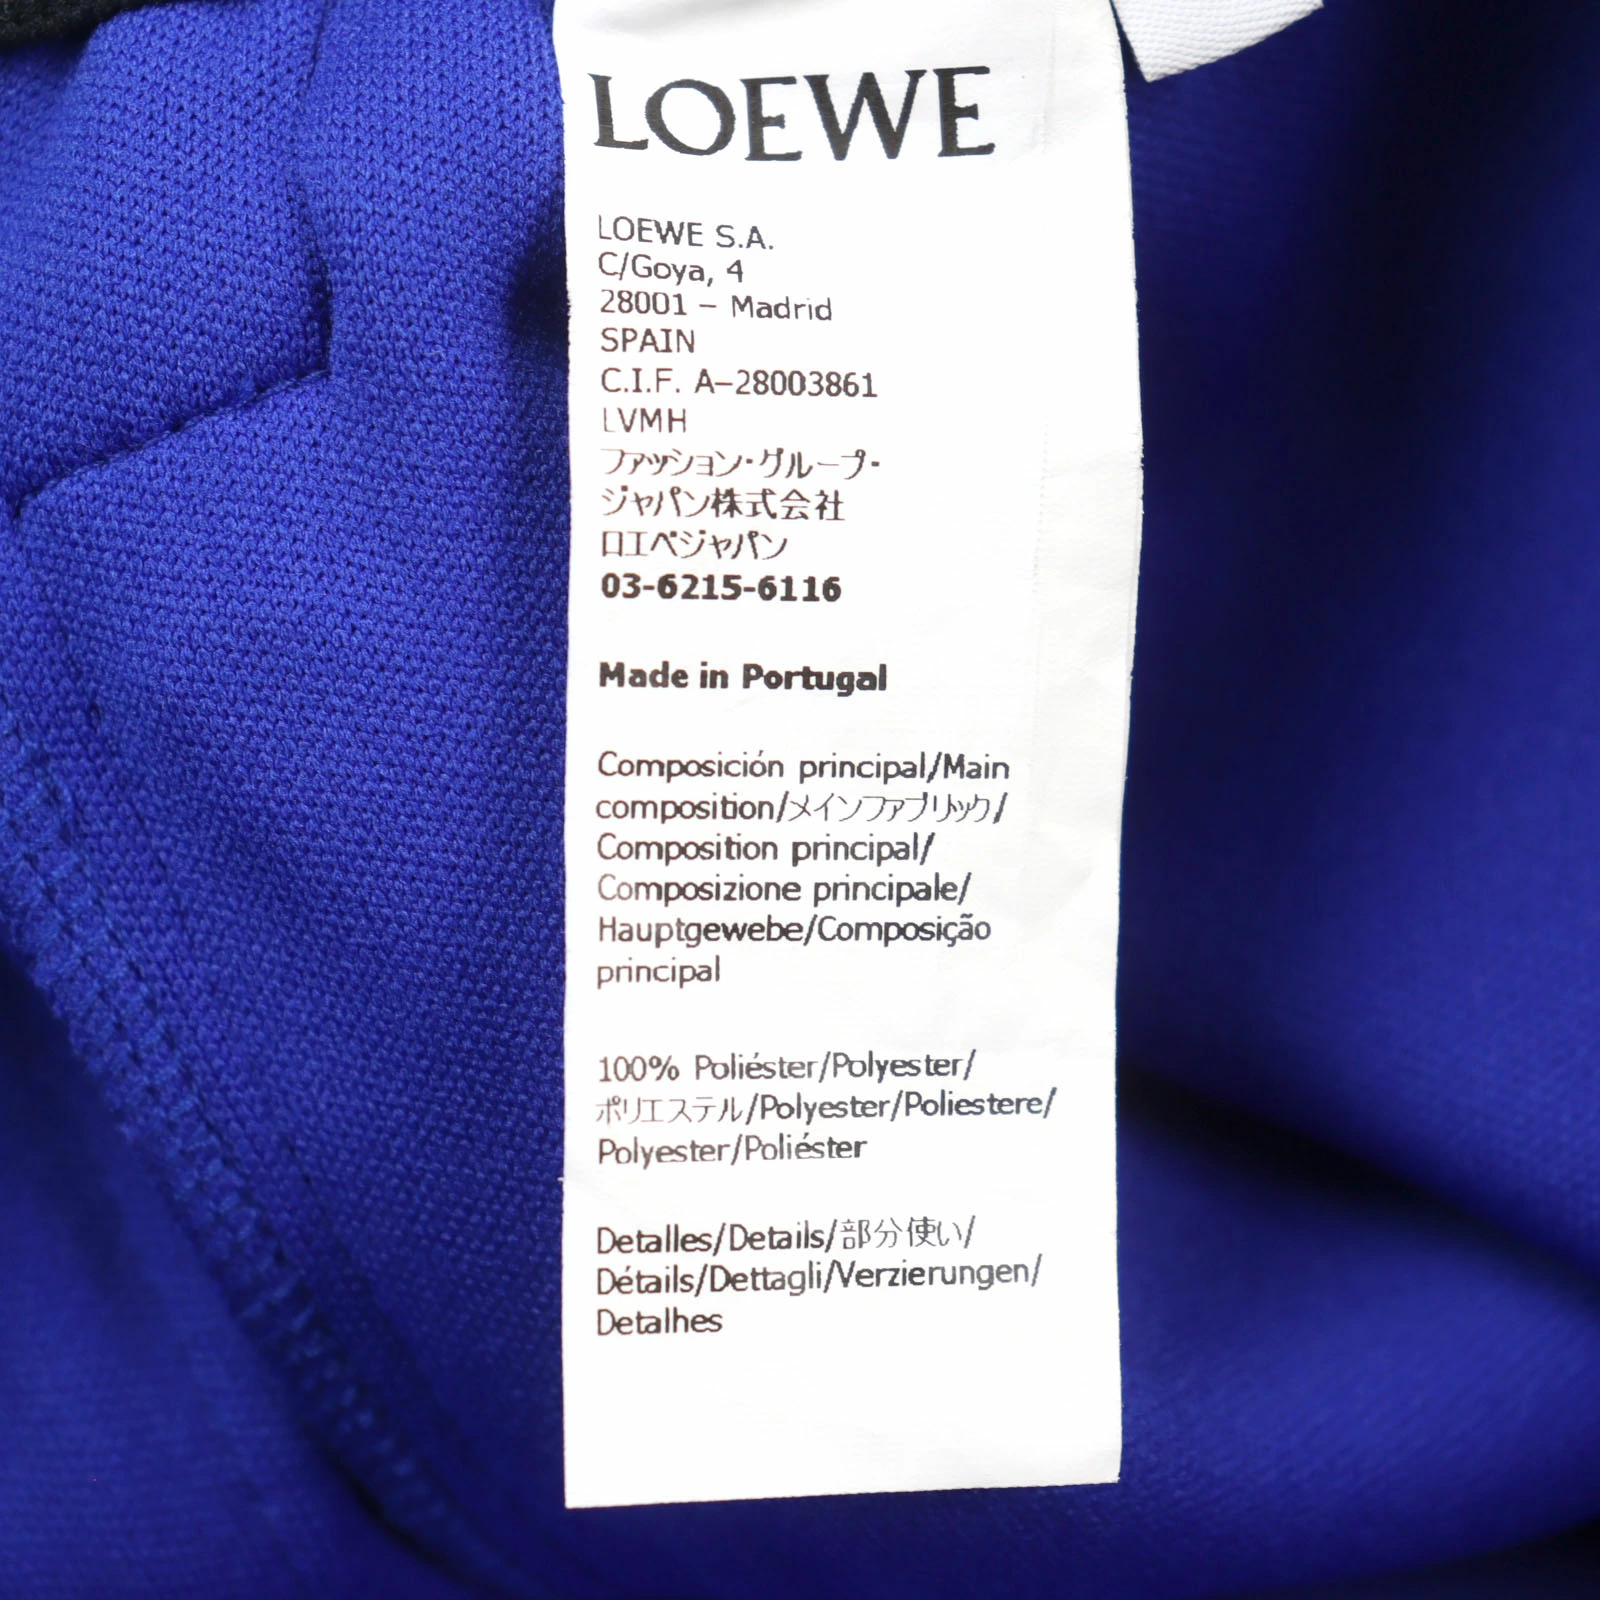 LOEWE
LOEWE S.A.
C/Goya, 4
28001 – Madrid
SPAIN
C.I.F. A–28003861
LVMH
ファッション・グループ・
ジャパン株式会社
ロエベジャパン
03-6215-6116
Made in Portugal
Composición principal/Main
composition/メインファブリック/
Composition principal/
Composizione principale/
Hauptgewebe/Composição
principal
100% Poliéster/Polyester/
ポリエステル/Polyester/Poliestere/
Polyester/Poliéster
Detalles/Details/部分使い/
Détails/Dettagli/Verzierungen/
Detalhes